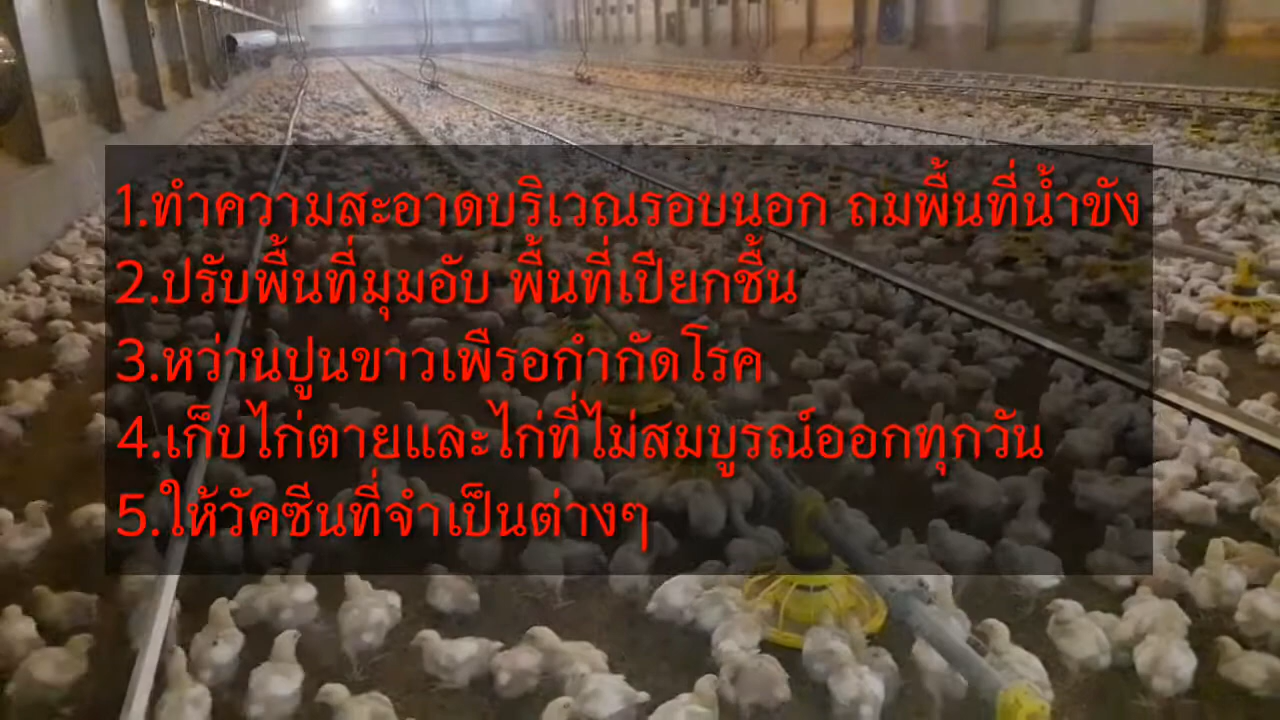 1.ทำความสะอาดบริเวณรอบนอก ถมพื้นที่น้ำขัง
2.ปรับพื้นที่มุมอับ พื้นที่เปียกชื้น
3.หว่านปูนขาวเพืรอกำกัดโรค
4.เก็บไก่ตายและไก่ที่ไม่สมบูรณ์ออกทุกวัน
5.ให้วัคซีนที่จำเป็นต่างๆ